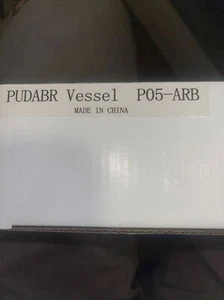 PUDABR Vessel P05-ARB
MADE IN CHINA